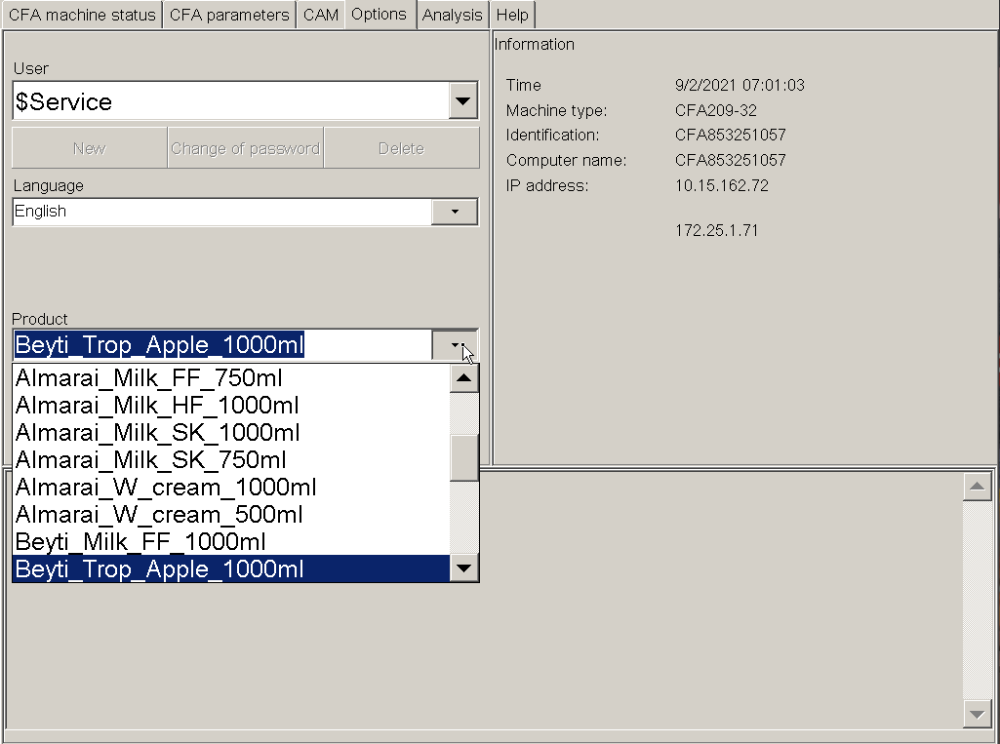 CFA machine status CFA parameters CAM Options Analysis Help
User
$Service
New Change of password Delete
Language
English
Product
Beyti_Trop_Apple_1000ml
Almarai_Milk_FF_750ml
Almarai_Milk_HF_1000ml
Almarai_Milk_SK_1000ml
Almarai_Milk_SK_750ml
Almarai_W_cream_1000ml
Almarai_W_cream_500ml
Beyti_Milk_FF_1000ml
Beyti_Trop_Apple_1000ml
Information
Time 9/2/2021 07:01:03
Machine type: CFA209-32
Identification: CFA853251057
Computer name: CFA853251057
IP address: 10.15.162.72
172.25.1.71